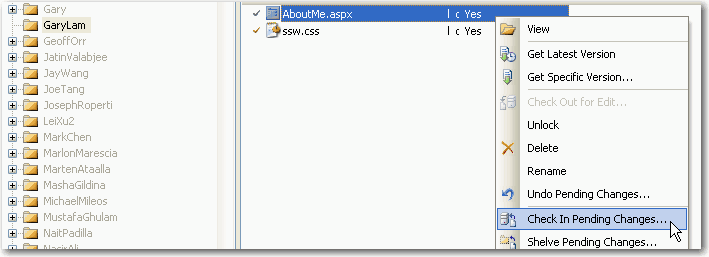 Gary
GaryLam
GeoffOrr
JatinValabjee
JayWang
JoeTang
JosephRoperti
LeiXu2
MarkChen
MarlonMarescia
MartenAtaalla
MashaGildina
MichaelMileos
MustafaGhulam
NaitPadilla
NasirAli
AboutMe.aspx Yes
ssw.css Yes
View
Get Latest Version
Get Specific Version...
Check Out for Edit...
Unlock
Delete
Rename
Undo Pending Changes...
Check In Pending Changes...
Shelve Pending Changes...